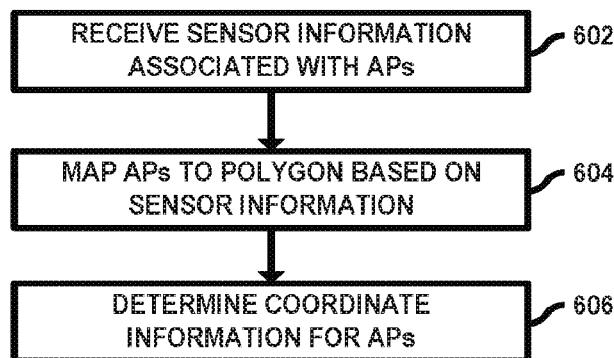 RECEIVE SENSOR INFORMATION
ASSOCIATED WITH APs
602
MAP APs TO POLYGON BASED ON
SENSOR INFORMATION
604
DETERMINE COORDINATE
INFORMATION FOR APs
606